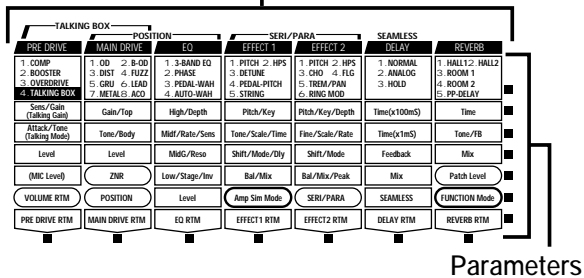 TALKING BOX
POSITION
SERI/PARA
SEAMLESS
PRE DRIVE MAIN DRIVE EQ EFFECT 1 EFFECT 2 DELAY REVERB
1.COMP 1.OD 2.B-OD 1.3-BAND EQ 1.PITCH 2.HPS 1.PITCH 2.HPS 1.NORMAL 1.HALL1 2.HALL2
2.BOOSTER 3.DIST 4.FUZZ 2.PHASE 3.DETUNE 3.CHO 4.FLG 2.ANALOG 3.ROOM 1
3.OVERDRIVE 5.GRU 6.LEAD 3.PEDAL-WAH 4.PEDAL-PITCH 5.TREM/PAN 3.HOLD 4.ROOM 2
4.TALKING BOX 7.METAL 8.ACO 4.AUTO-WAH 5.STRING 6.RING MOD 5.PP-DELAY
Sens/Gain (Talking Gain) Gain/Top High/Depth Pitch/Key Pitch/Key/Depth Time(x100mS) Time
Attack/Tone (Talking Mode) Tone/Body Midf/Rate/Sens Tone/Scale/Time Fine/Scale/Rate Time(x1mS) Tone/FB
Level Level MidG/Reso Shift/Mode/Dly Shift/Mode Feedback Mix
(MIC Level) ZNR Low/Stage/Inv Bal/Mix Bal/Mix/Peak Mix Patch Level
VOLUME RTM POSITION Level Amp Sim Mode SERI/PARA SEAMLESS FUNCTION Mode
PRE DRIVE RTM MAIN DRIVE RTM EQ RTM EFFECT1 RTM EFFECT2 RTM DELAY RTM REVERB RTM
Parameters